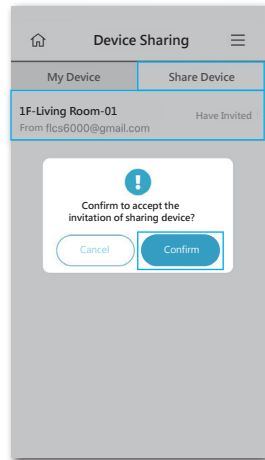 Device Sharing
My Device
Share Device
1F-Living Room-01
Have Invited
From flcs6000@gmail.com
Confirm to accept the
invitation of sharing device?
Cancel
Confirm